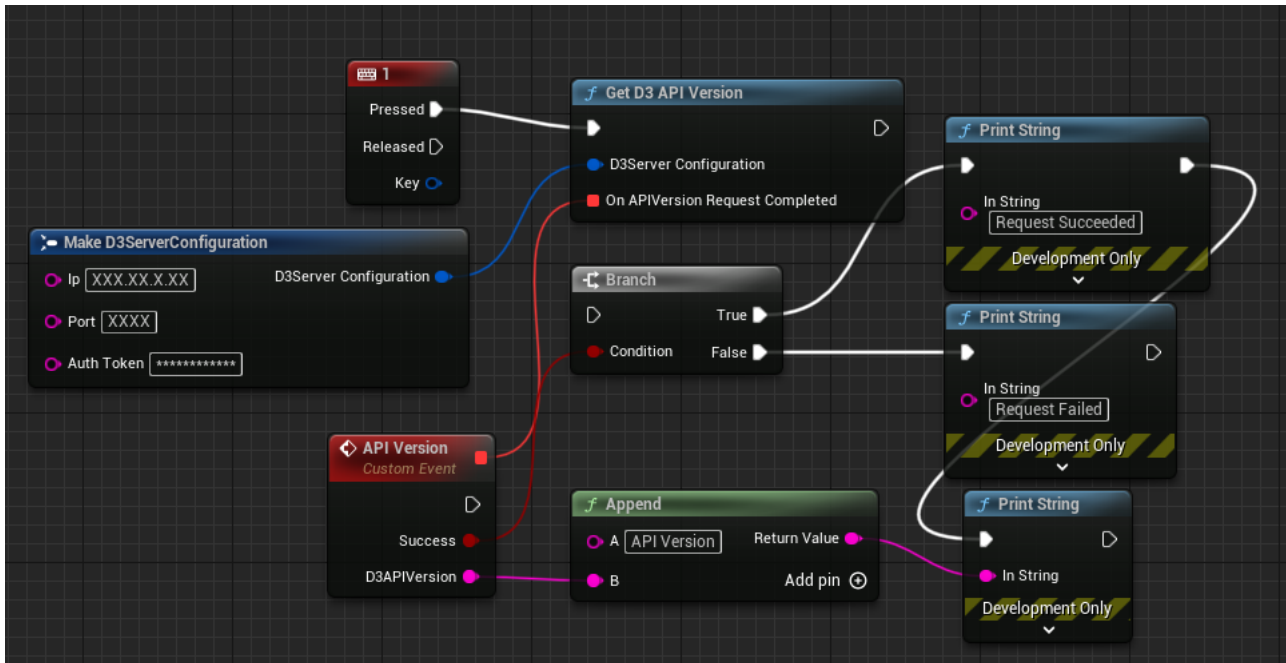 1
Pressed
Released
Key
Get D3 API Version
D3Server Configuration
On APIVersion Request Completed
Make D3ServerConfiguration
Ip XXX.XX.X.XX
D3Server Configuration
Port XXXX
Auth Token ************
Branch
True
Condition
False
Print String
In String
Request Succeeded
Development Only
Print String
In String
Request Failed
Development Only
API Version
Custom Event
Success
D3APIVersion
Append
A API Version
Return Value
B
Add pin
Print String
In String
Development Only